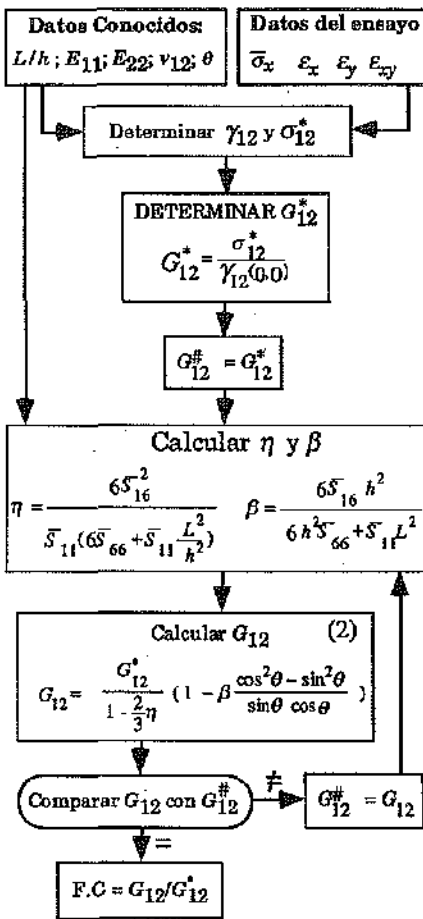 Datos Conocidos:
L/h ; E11; E22; ν12; θ
Datos del ensayo
σ̄x εx εy εxy
Determinar γ12 y σ*12
DETERMINAR G*12
G*12 = σ*12 / γ12(0,0)
G#12 = G*12
Calcular η y β
η = 6S̄16² / S̄11(6S̄66 + S̄11 L²/h²) β = 6S̄16 h² / 6h²S̄66 + S̄11L²
Calcular G12 (2)
G12 = G*12 / 1 - 2/3 η (1 - β cos²θ - sin²θ / sinθ cosθ )
Comparar G12 con G#12
≠
G#12 = G12
=
F.C = G12/G*12